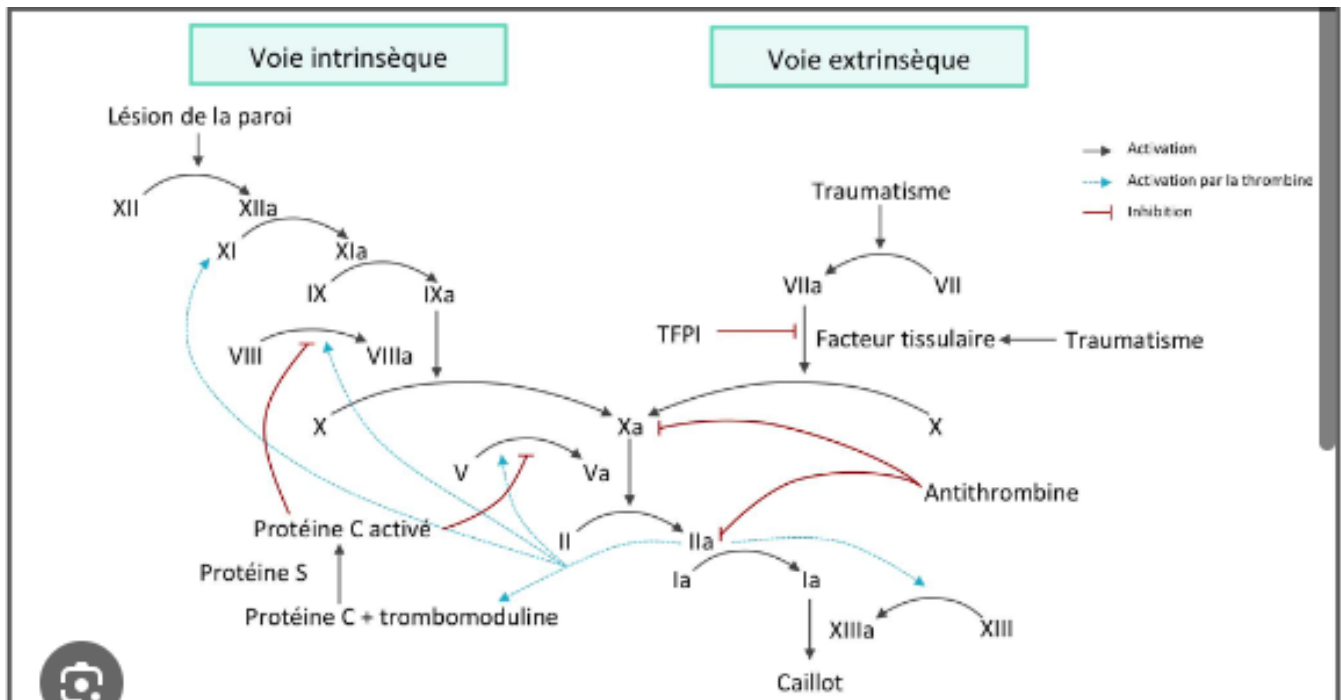 Voie intrinsèque
Voie extrinsèque
Lésion de la paroi
Activation
Activation par la thrombine
Inhibition
Traumatisme
XII
XIIa
XI
XIa
VIIa
VII
IX
IXa
TFPI
Facteur tissulaire
Traumatisme
VIII
VIIIa
X
Xa
X
V
Va
Antithrombine
Protéine C activé
II
IIa
Protéine S
Ia
Ia
Protéine C + trombomoduline
XIIIa
XIII
Caillot